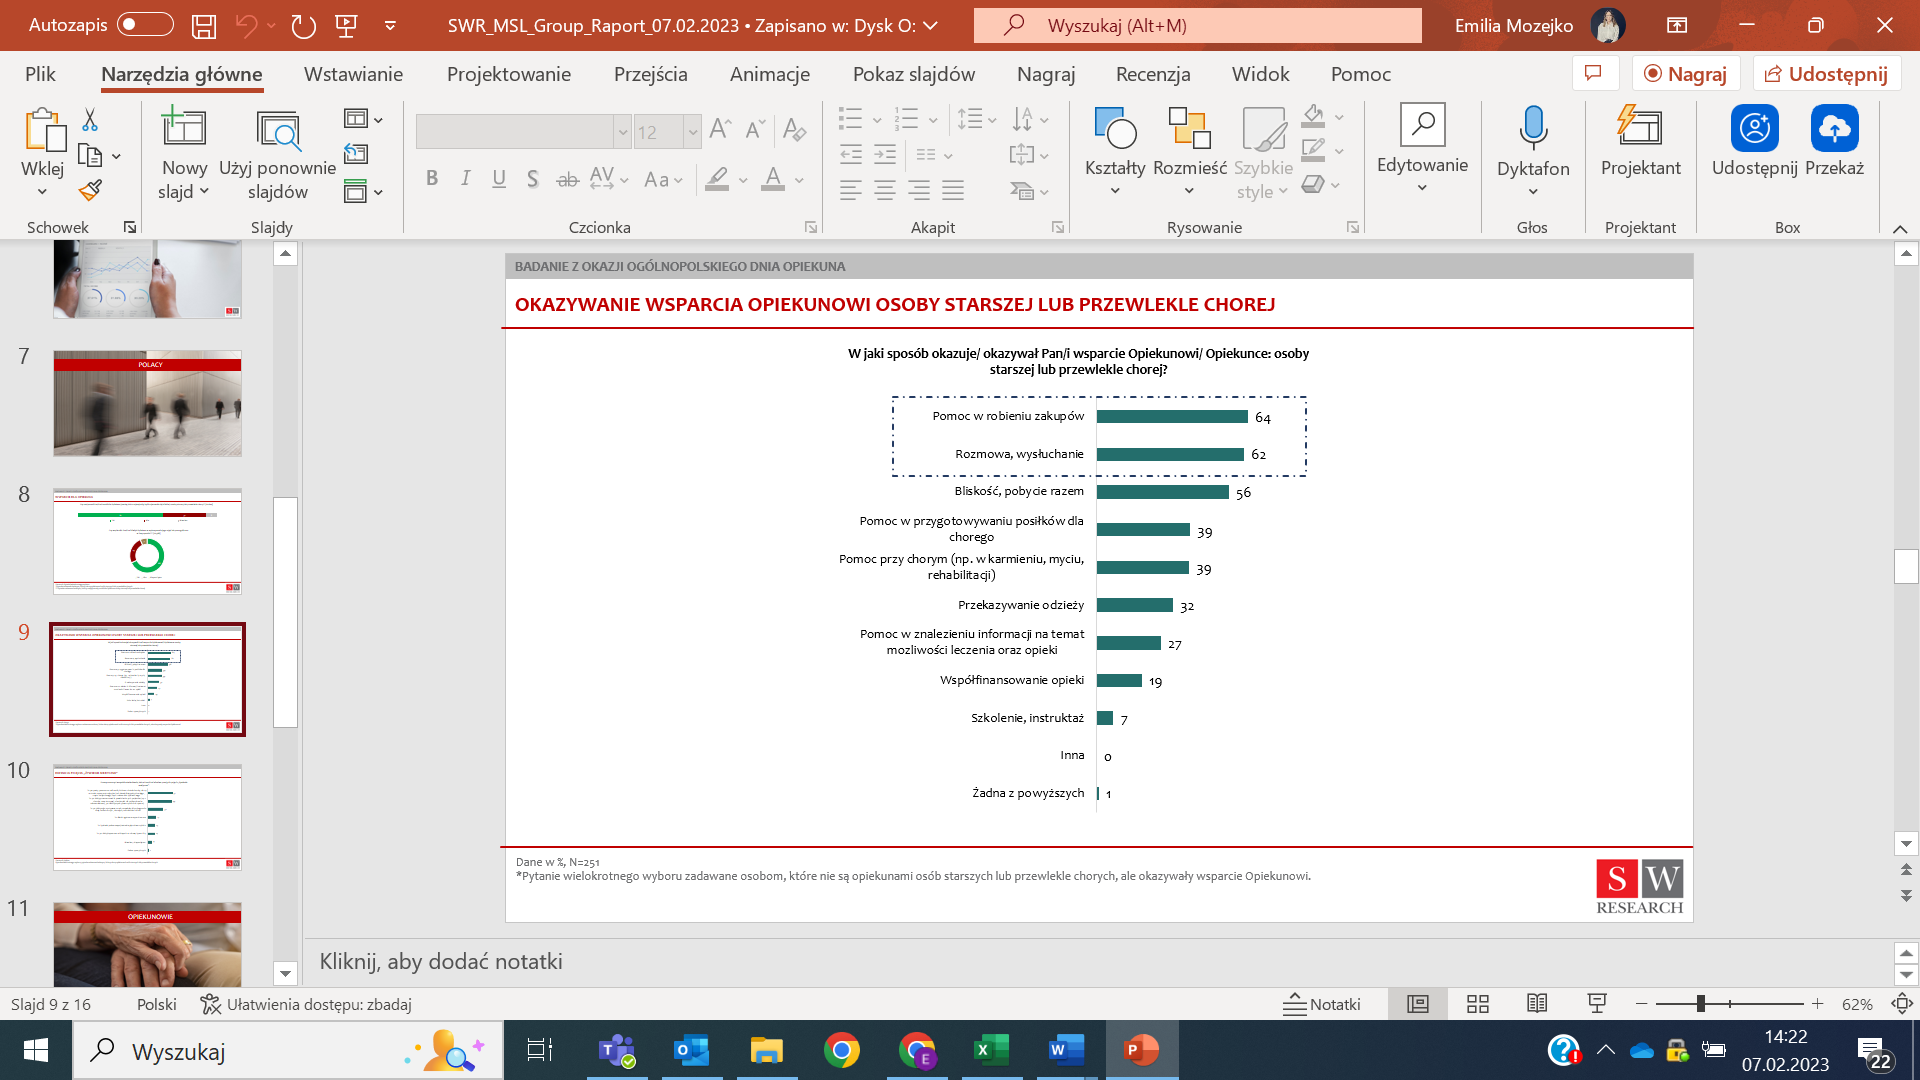 Autozapis
SWR_MSL_Group_Raport_07.02.2023 • Zapisano w: Dysk O:
Wyszukaj (Alt+M)
Emilia Mozejko
Plik
Narzędzia główne
Wstawianie
Projektowanie
Przejścia
Animacje
Pokaz slajdów
Nagraj
Recenzja
Widok
Pomoc
Nagraj
Udostępnij
Wklej
Nowy
slajd
Użyj ponownie
slajdów
12
Kształty
Rozmieść
Szybkie
style
Edytowanie
Dyktafon
Projektant
Udostępnij
Przekaż
Schowek
Slajdy
Czcionka
Akapit
Rysowanie
Głos
Projektant
Box
7
POLACY
8
9
10
11
OPIEKUNOWIE
BADANIE Z OKAZJI OGÓLNOPOLSKIEGO DNIA OPIEKUNA
OKAZYWANIE WSPARCIA OPIEKUNOWI OSOBY STARSZEJ LUB PRZEWLEKLE CHOREJ
W jaki sposób okazuje/ okazywał Pan/i wsparcie Opiekunowi/ Opiekunce: osoby
starszej lub przewlekle chorej?
Pomoc w robieniu zakupów 64
Rozmowa, wysłuchanie 62
Bliskość, pobycie razem 56
Pomoc w przygotowywaniu posiłków dla
chorego 39
Pomoc przy chorym (np. w karmieniu, myciu,
rehabilitacji) 39
Przekazywanie odzieży 32
Pomoc w znalezieniu informacji na temat
mozliwości leczenia oraz opieki 27
Współfinansowanie opieki 19
Szkolenie, instruktaż 7
Inna 0
Żadna z powyższych 1
Dane w %, N=251
*Pytanie wielokrotnego wyboru zadawane osobom, które nie są opiekunami osób starszych lub przewlekle chorych, ale okazywały wsparcie Opiekunowi.
S W
RESEARCH
Kliknij, aby dodać notatki
Slajd 9 z 16
Polski
Ułatwienia dostępu: zbadaj
Notatki
62%
Wyszukaj
14:22
07.02.2023
22